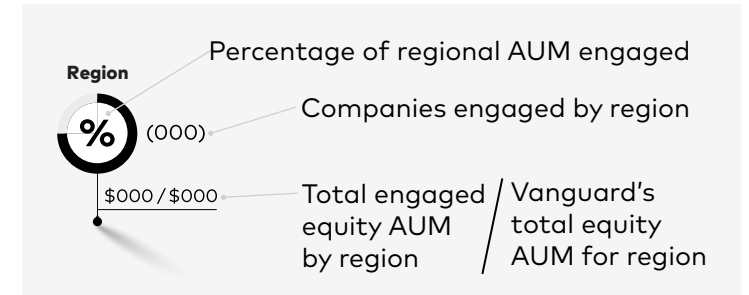 Percentage of regional AUM engaged
Region
%
(000)
Companies engaged by region
$000/$000
Total engaged equity AUM by region
/
Vanguard's total equity AUM for region